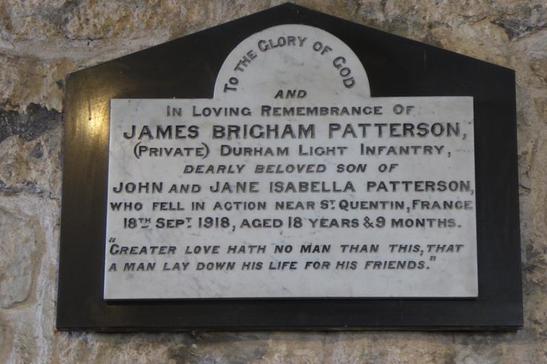 To the Glory of God
AND
In Loving Remembrance Of
JAMES BRIGHAM PATTERSON,
(Private) Durham Light Infantry,
DEARLY BELOVED SON OF
JOHN AND JANE ISABELLA PATTERSON,
WHO FELL IN ACTION NEAR ST. QUENTIN, FRANCE
18TH SEPT. 1918, AGED 18 YEARS & 9 MONTHS.
"GREATER LOVE HATH NO MAN THAN THIS, THAT
A MAN LAY DOWN HIS LIFE FOR HIS FRIENDS."